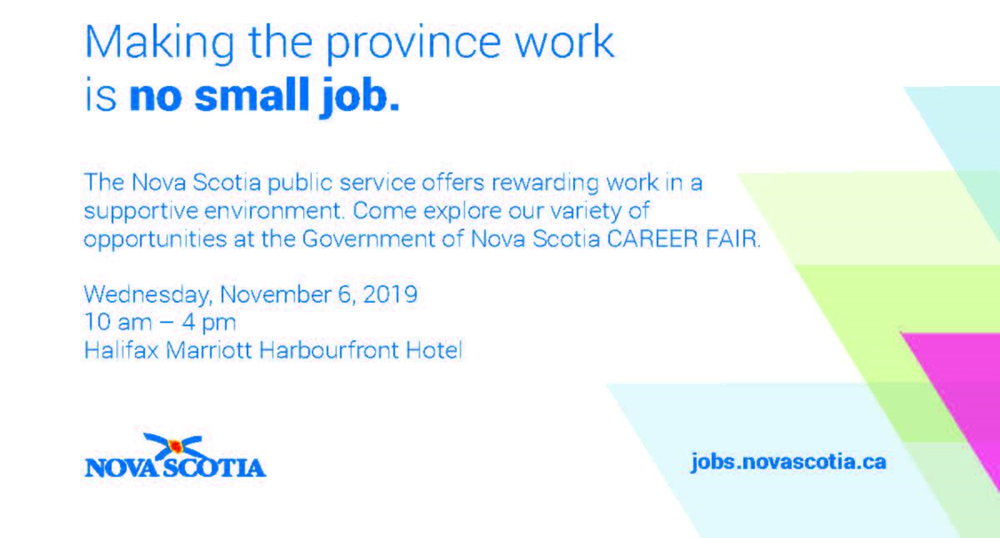 Making the province work
is no small job.
The Nova Scotia public service offers rewarding work in a
supportive environment. Come explore our variety of
opportunities at the Government of Nova Scotia CAREER FAIR.
Wednesday, November 6, 2019
10 am – 4 pm
Halifax Marriott Harbourfront Hotel
NOVA SCOTIA
jobs.novascotia.ca